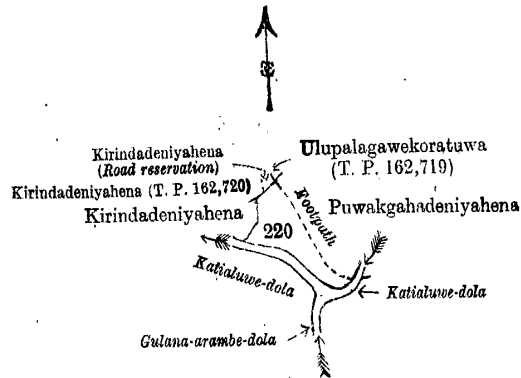 Kirindadeniyahena
(Road reservation)
Ulupalagawekoratuwa
(T. P. 162,719)
Kirindadeniyahena (T. P. 162,720)
Kirindadeniyahena
Footpath
Puwakgahadeniyahena
220
Katialuwe-dola
Katialuwe-dola
Gulana-arambe-dola